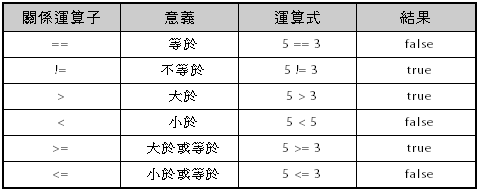 關係運算子 意義 運算式 結果
== 等於 5 == 3 false
!= 不等於 5 != 3 true
> 大於 5 > 3 true
< 小於 5 < 5 false
>= 大於或等於 5 >= 3 true
<= 小於或等於 5 <= 3 false